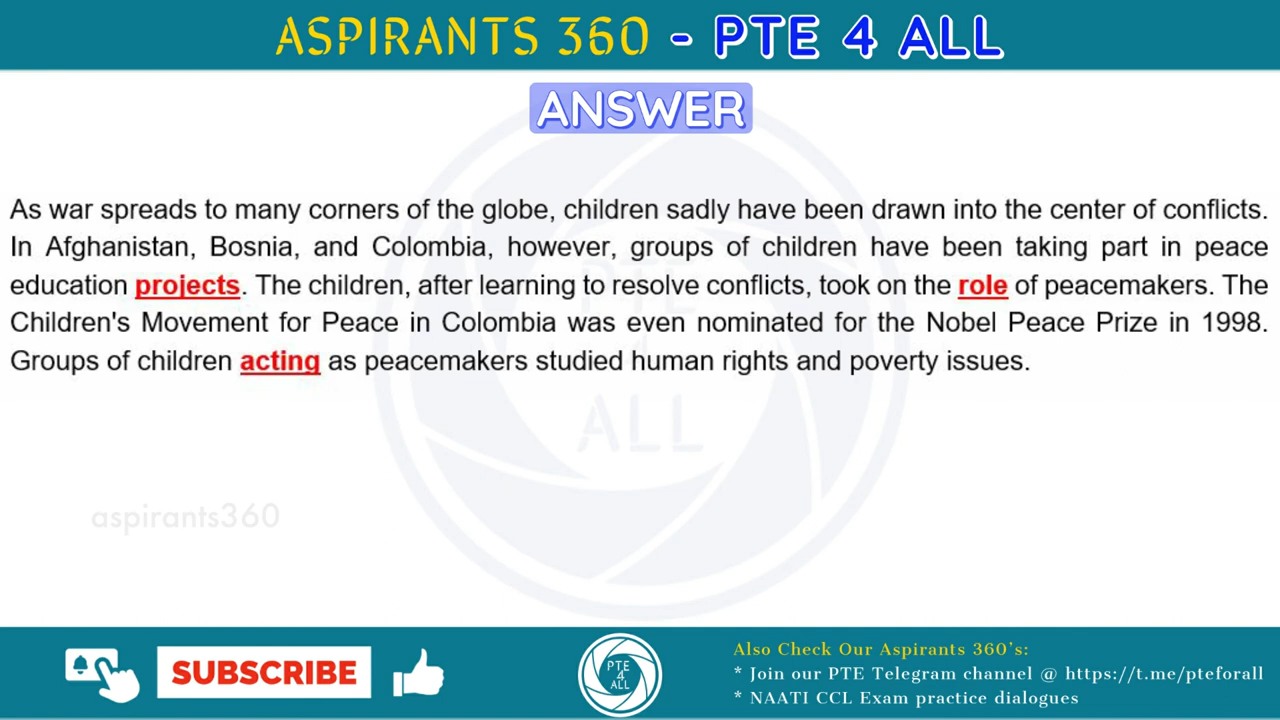 ASPIRANTS 360 - PTE 4 ALL
ANSWER
As war spreads to many corners of the globe, children sadly have been drawn into the center of conflicts.
In Afghanistan, Bosnia, and Colombia, however, groups of children have been taking part in peace
education projects. The children, after learning to resolve conflicts, took on the role of peacemakers. The
Children's Movement for Peace in Colombia was even nominated for the Nobel Peace Prize in 1998.
Groups of children acting as peacemakers studied human rights and poverty issues.
PTE
4
ALL
aspirants360
SUBSCRIBE
PTE
4
ALL
Also Check Our Aspirants 360's:
* Join our PTE Telegram channel @ https://t.me/pteforall
* NAATI CCL Exam practice dialogues